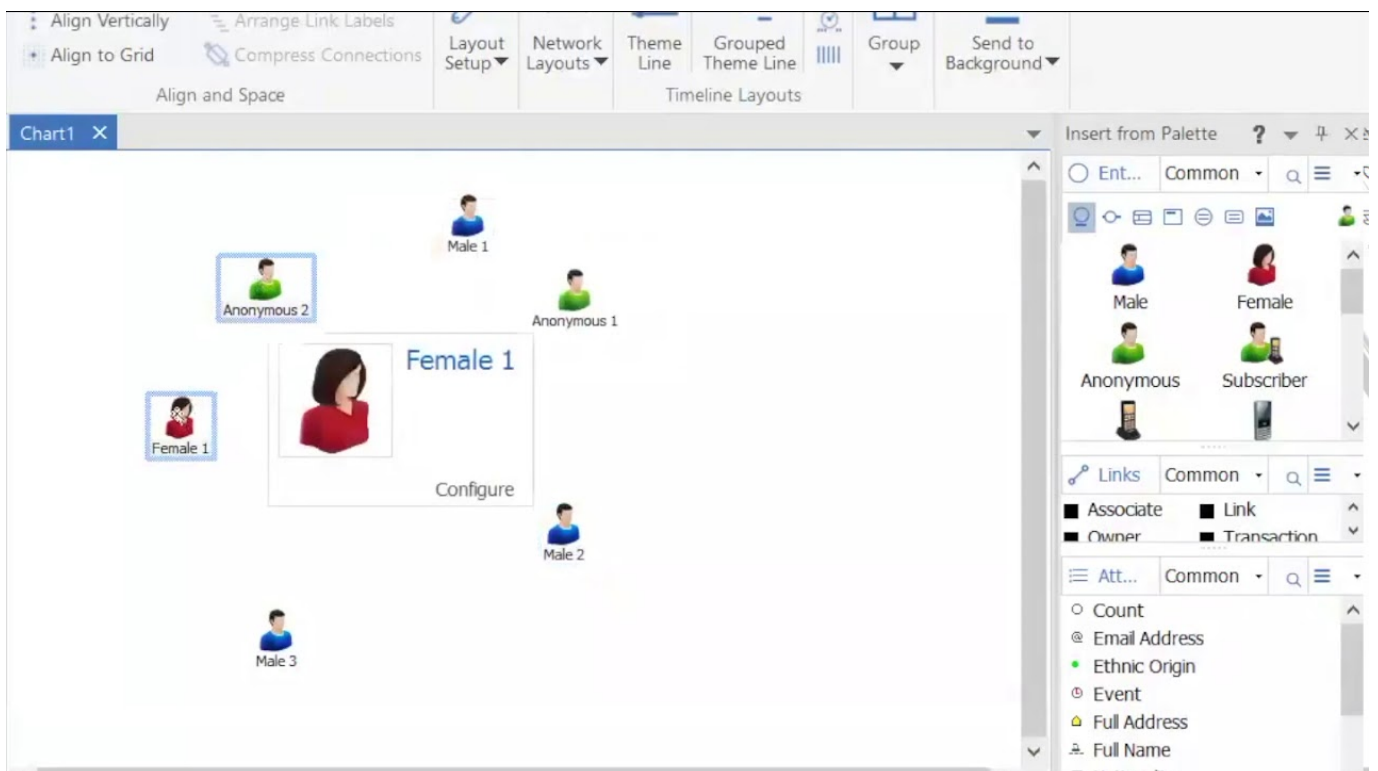 Align Vertically
Arrange Link Labels
Align to Grid
Compress Connections
Align and Space
Layout
Setup
Network
Layouts
Theme
Line
Grouped
Theme Line
Timeline Layouts
Group
Send to
Background
Chart1
Insert from Palette
Ent... Common
Male Female
Anonymous Subscriber
Links Common
Associate Link
Owner Transaction
Att... Common
Count
Email Address
Ethnic Origin
Event
Full Address
Full Name
Male 1
Anonymous 2
Anonymous 1
Female 1
Configure
Female 1
Male 2
Male 3